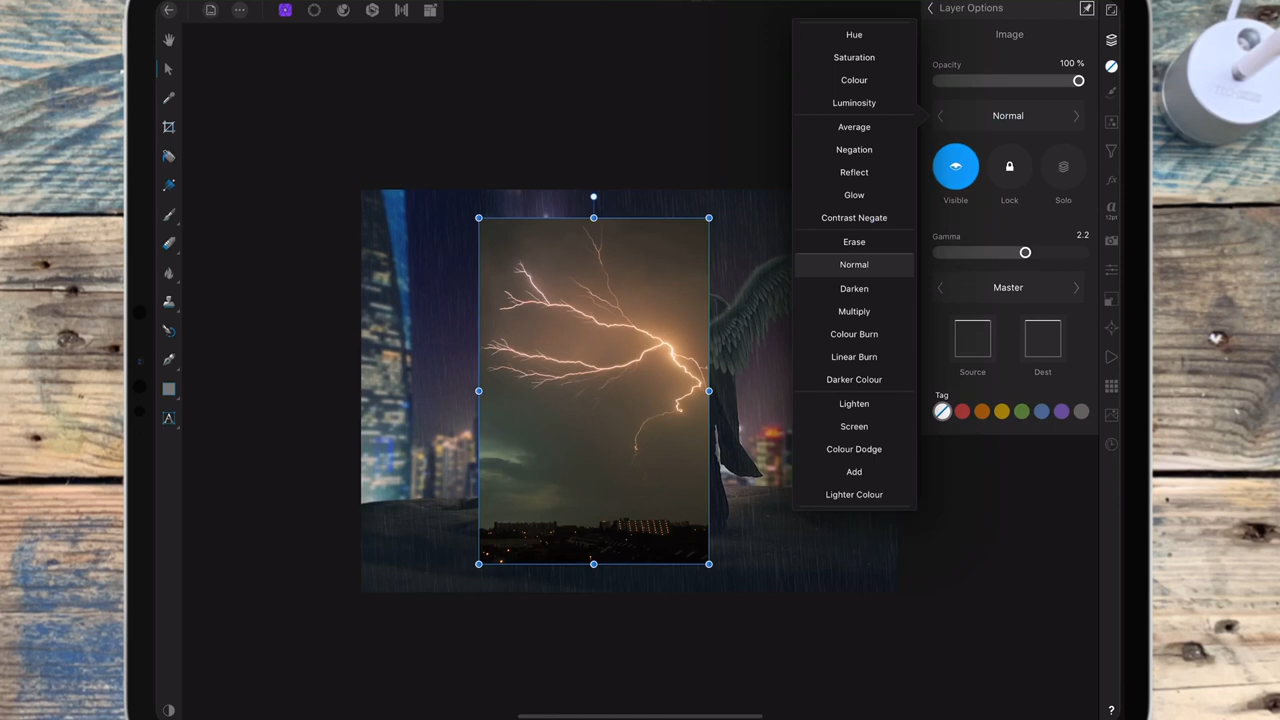 Layer Options
Image
Opacity
100 %
Normal
Visible
Lock
Solo
Gamma
2.2
Master
Source
Dest
Tag
Hue
Saturation
Colour
Luminosity
Average
Negation
Reflect
Glow
Contrast Negate
Erase
Normal
Darken
Multiply
Colour Burn
Linear Burn
Darker Colour
Lighten
Screen
Colour Dodge
Add
Lighter Colour
fx
a
12pt
A
?